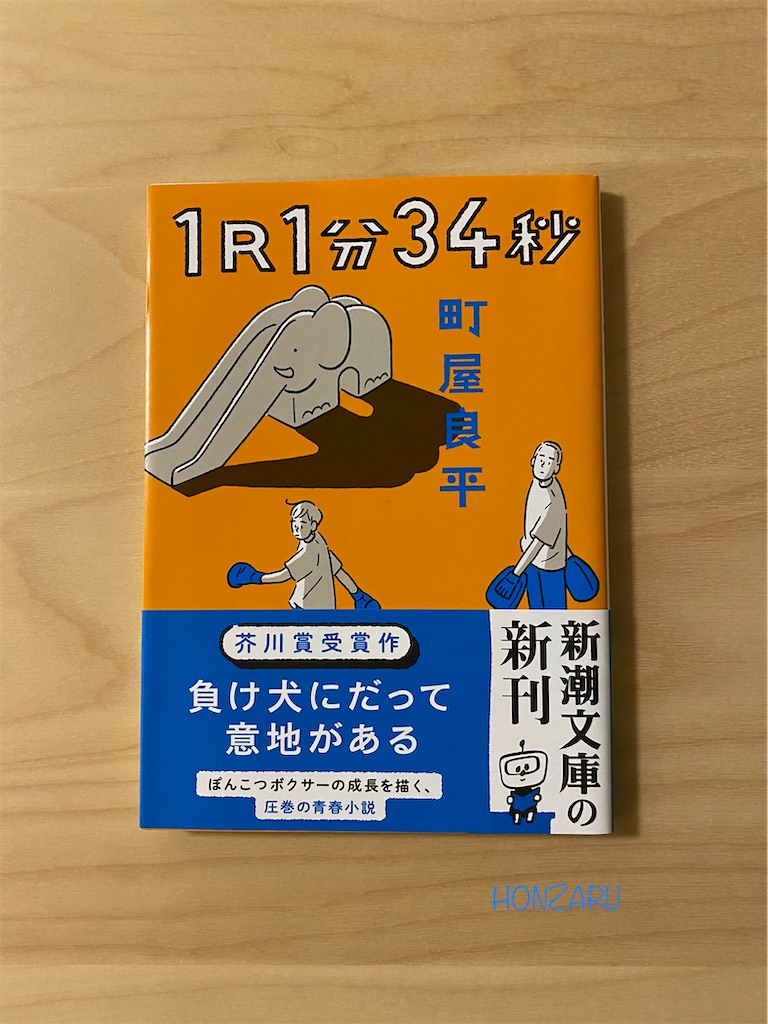 1R1分34秒
町屋良平
芥川賞受賞作
負け犬にだって
意地がある
ぽんこつボクサーの成長を描く、
圧巻の青春小説
新潮文庫の
新刊
HONZARU